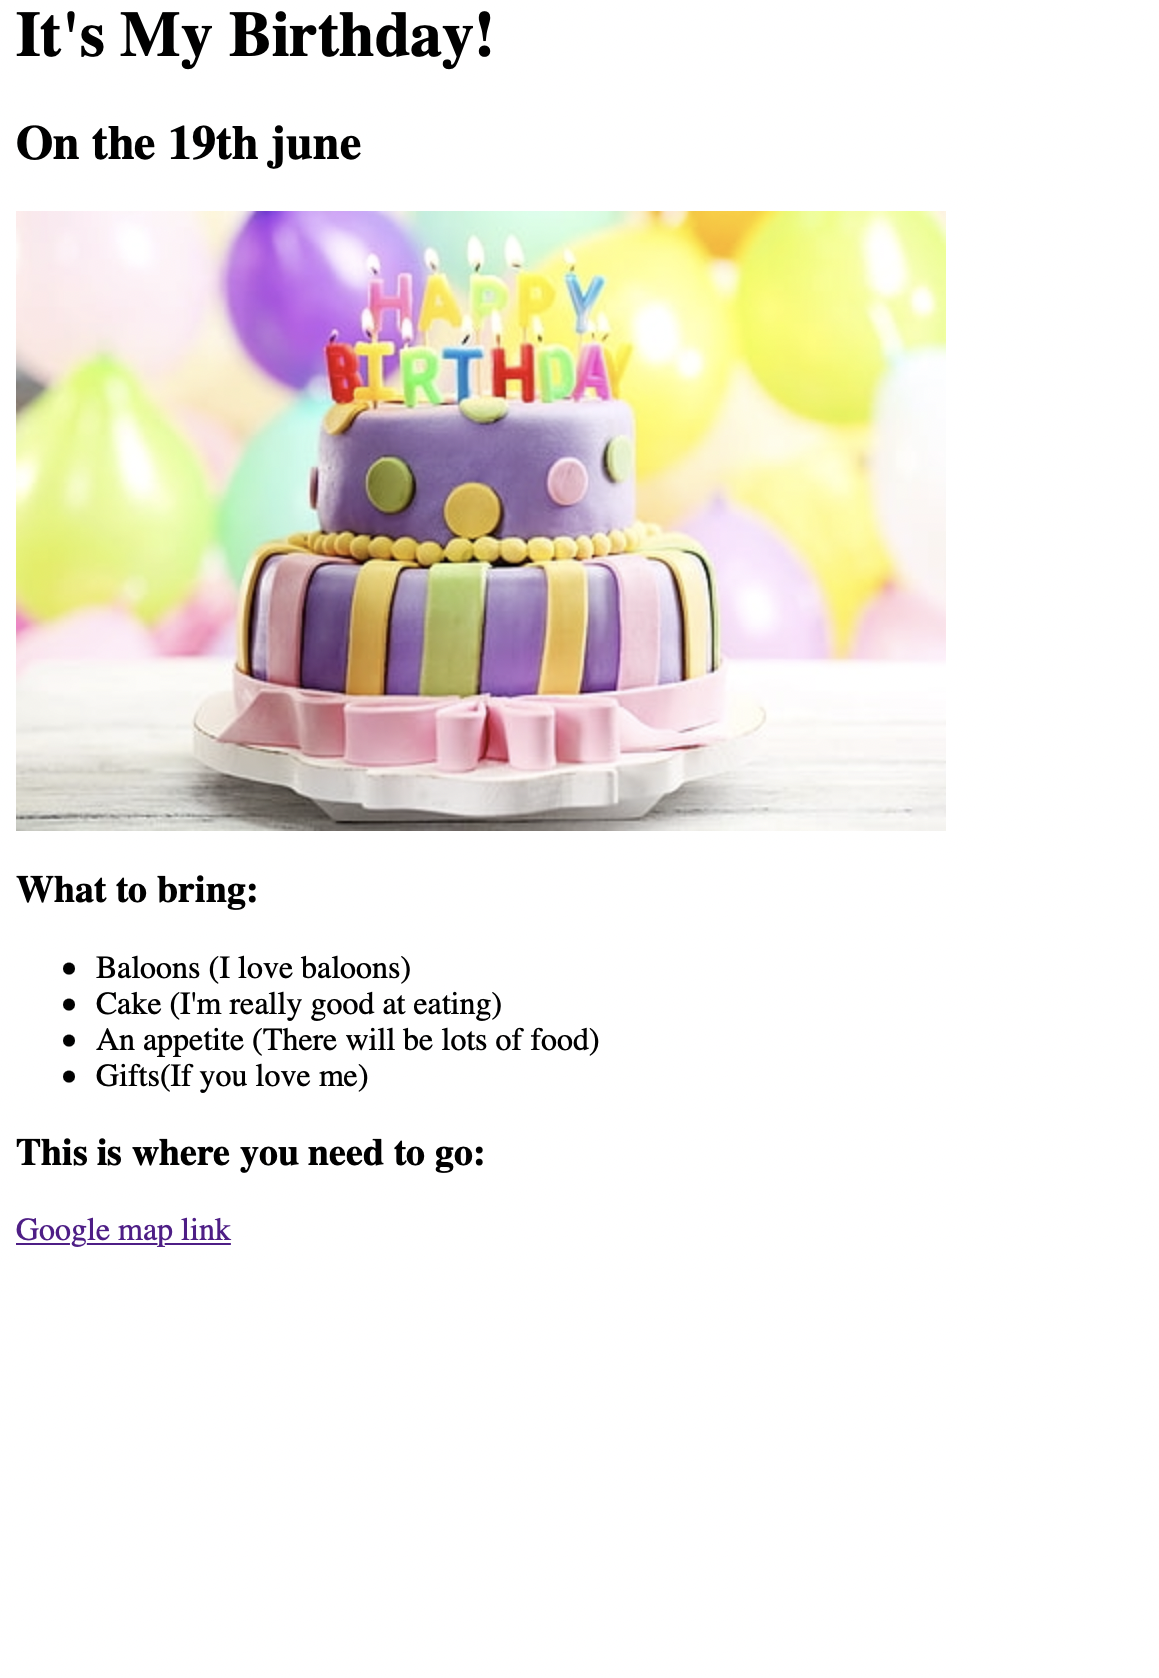 It's My Birthday!
On the 19th june
HAPPY
BIRTHDAY
What to bring:
Baloons (I love baloons)
Cake (I'm really good at eating)
An appetite (There will be lots of food)
Gifts(If you love me)
This is where you need to go:
Google map link